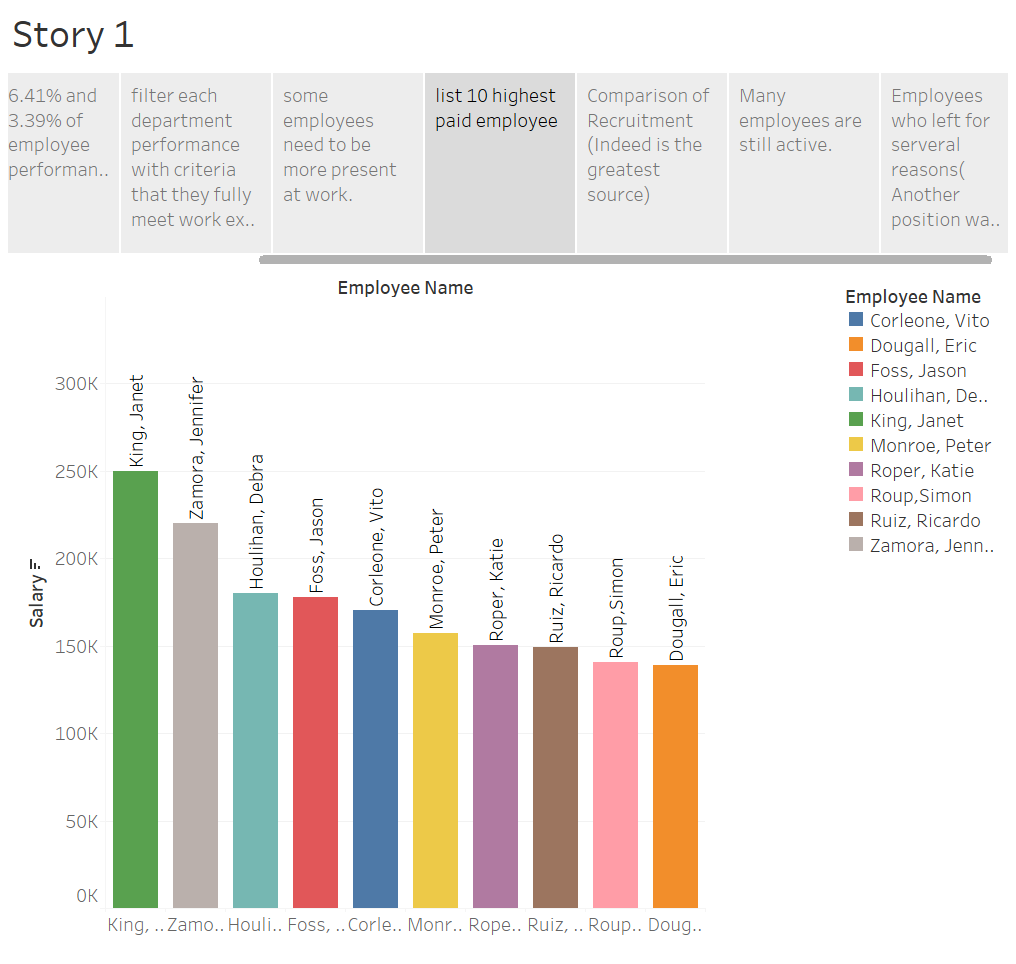 Story 1
6.41% and
3.39% of
employee
performan..
filter each
department
performance
with criteria
that they fully
meet work ex..
some
employees
need to be
more present
at work.
list 10 highest
paid employee
Comparison of
Recruitment
(Indeed is the
greatest
source)
Many
employees are
still active.
Employees
who left for
serveral
reasons(
Another
position wa..
Employee Name
Salary
300K
250K
200K
150K
100K
50K
0K
King, Janet
Zamora, Jennifer
Houlihan, Debra
Foss, Jason
Corleone, Vito
Monroe, Peter
Roper, Katie
Ruiz, Ricardo
Roup,Simon
Dougall, Eric
King, ..
Zamo..
Houli..
Foss, ..
Corle..
Monr..
Rope..
Ruiz, ..
Roup..
Doug..
Employee Name
Corleone, Vito
Dougall, Eric
Foss, Jason
Houlihan, De..
King, Janet
Monroe, Peter
Roper, Katie
Roup,Simon
Ruiz, Ricardo
Zamora, Jenn..